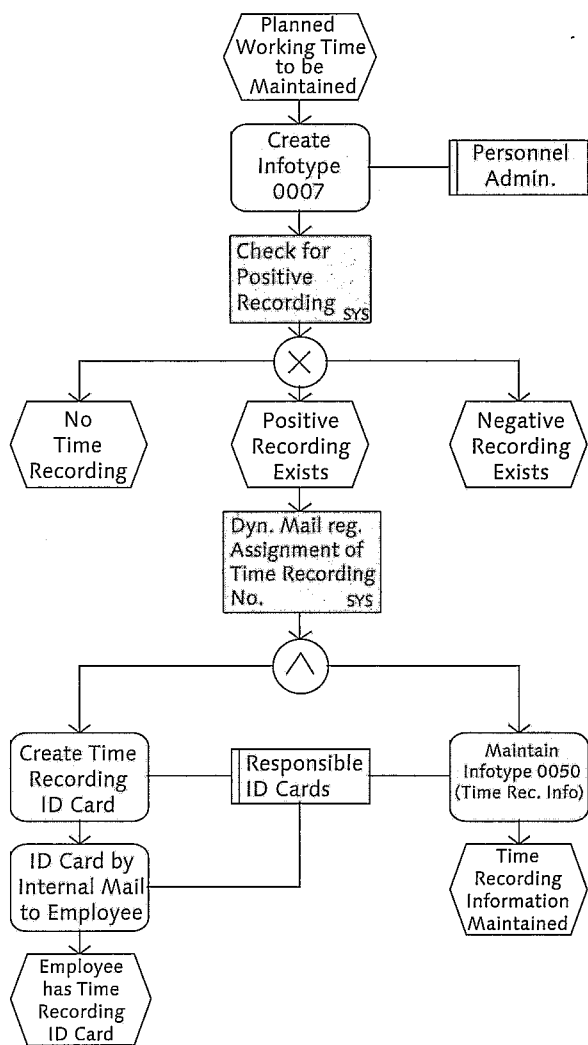 Planned
Working Time
to be
Maintained
Create
Infotype
0007
Personnel
Admin.
Check for
Positive
Recording
SYS
No
Time
Recording
Positive
Recording
Exists
Negative
Recording
Exists
Dyn. Mail reg.
Assignment of
Time Recording
No. SYS
Create Time
Recording
ID Card
Responsible
ID Cards
Maintain
Infotype 0050
(Time Rec. Info)
ID Card by
Internal Mail
to Employee
Time
Recording
Information
Maintained
Employee
has Time
Recording
ID Card